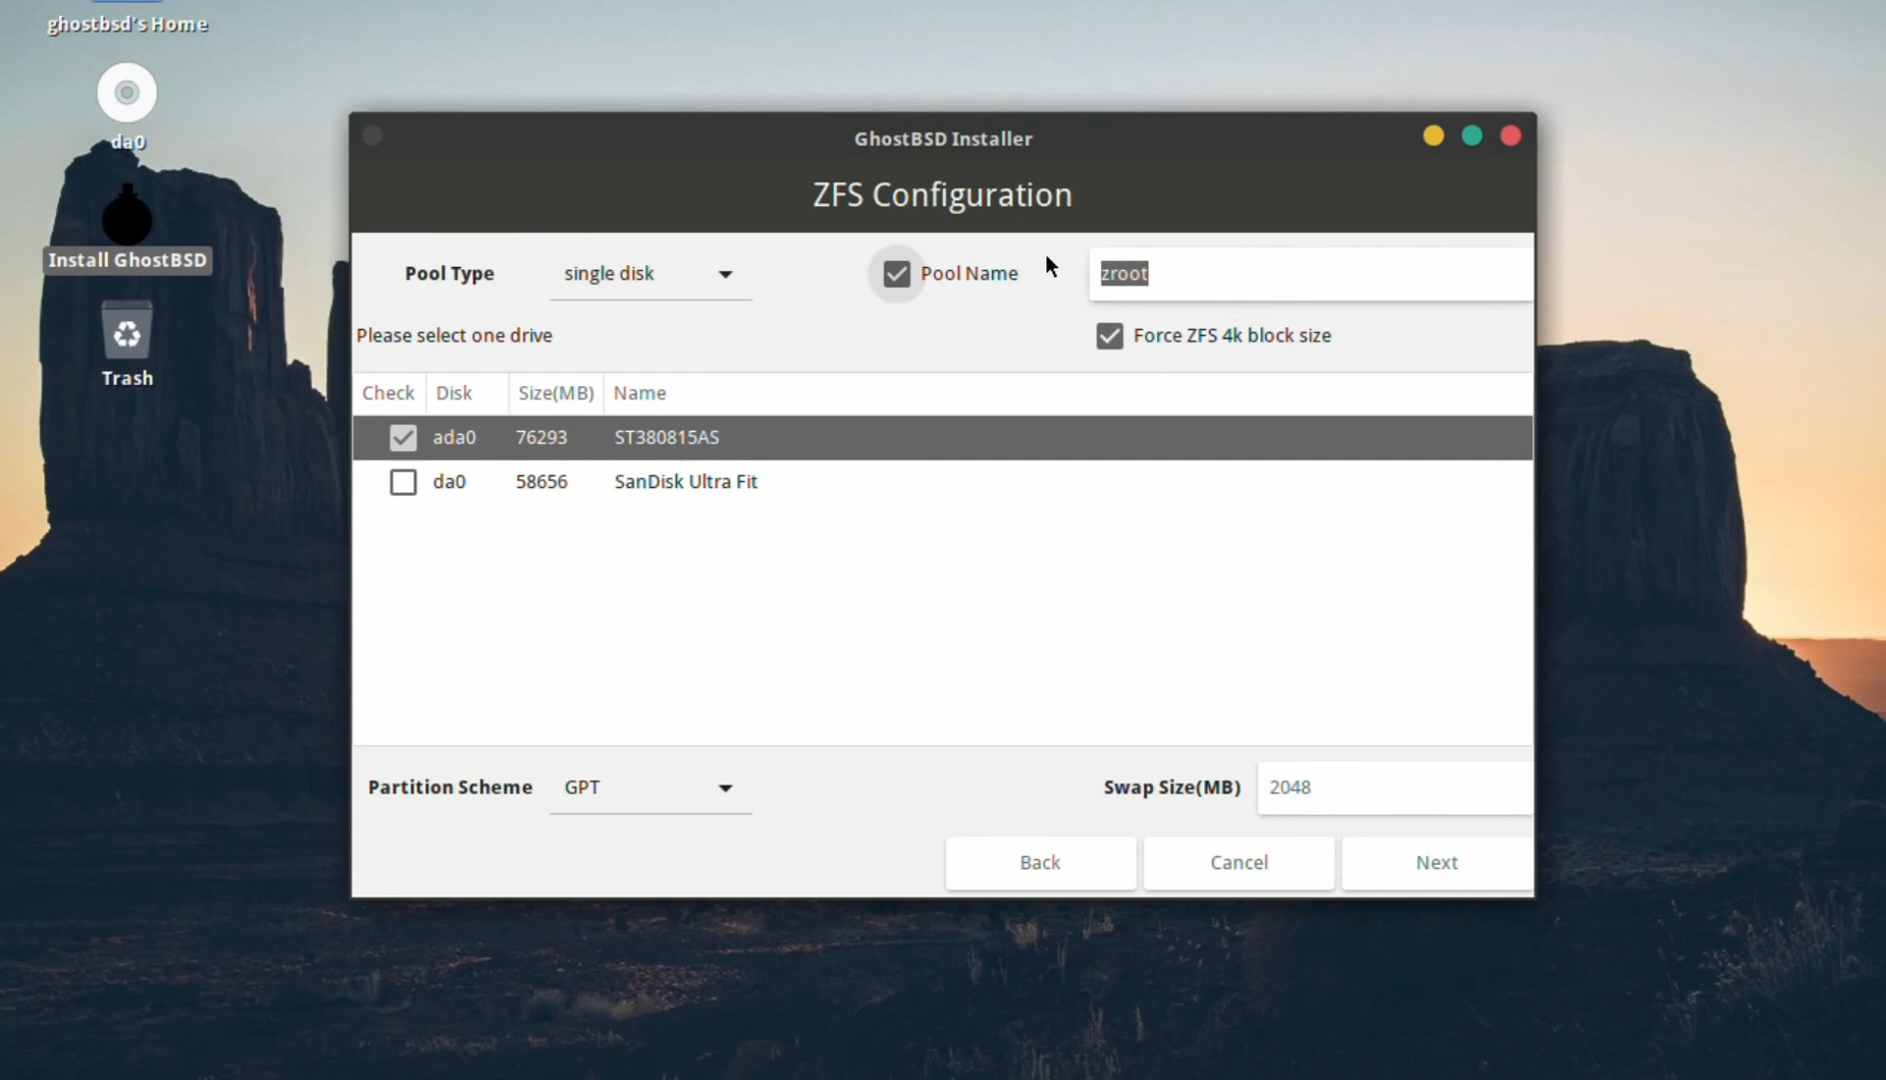 ghostbsd's Home
da0
Install GhostBSD
Trash
GhostBSD Installer
ZFS Configuration
Pool Type single disk Pool Name zroot
Please select one drive Force ZFS 4k block size
Check Disk Size(MB) Name
ada0 76293 ST380815AS
da0 58656 SanDisk Ultra Fit
Partition Scheme GPT Swap Size(MB) 2048
Back Cancel Next